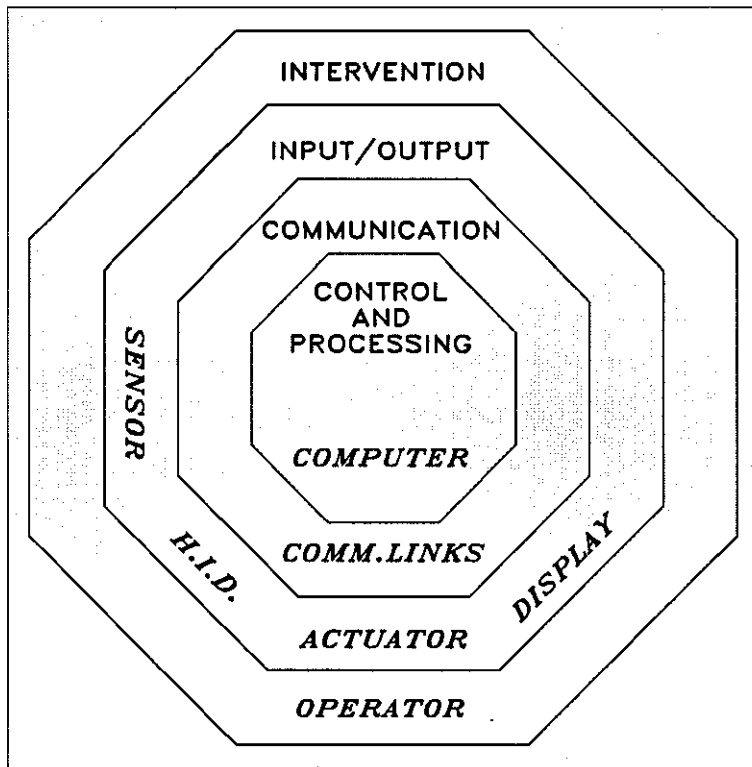 INTERVENTION
INPUT/OUTPUT
COMMUNICATION
CONTROL
AND
PROCESSING
SENSOR
COMPUTER
H.I.D.
COMM.LINKS
DISPLAY
ACTUATOR
OPERATOR